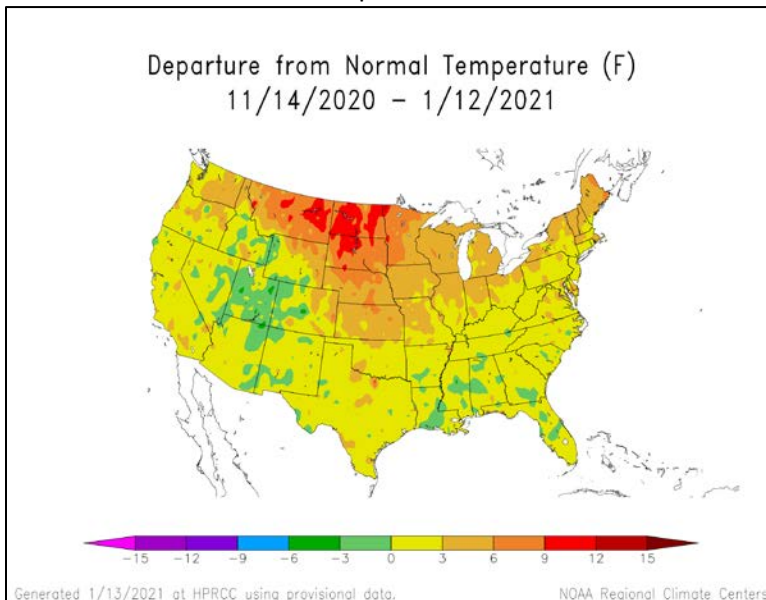 Departure from Normal Temperature (F)
11/14/2020 – 1/12/2021
-15 -12 -9 -6 -3 0 3 6 9 12 15
Generated 1/13/2021 at HPRCC using provisional data. NOAA Regional Climate Centers